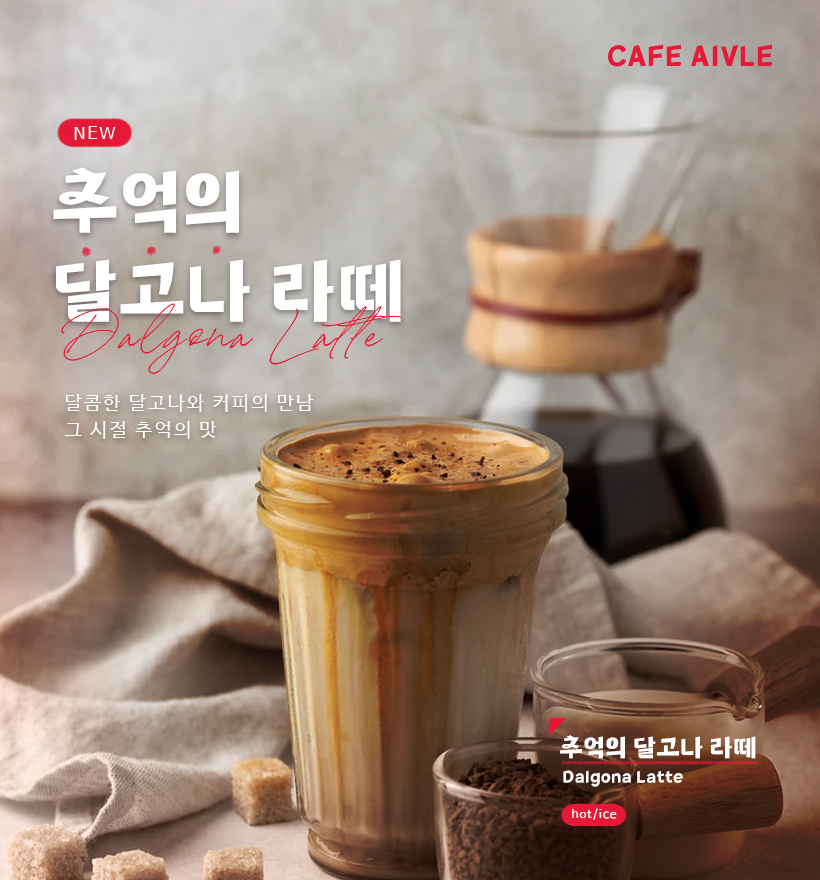 CAFE AIVLE
NEW
추억의
달고나 라떼
Dalgona Latte
달콤한 달고나와 커피의 만남
그 시절 추억의 맛
추억의 달고나 라떼
Dalgona Latte
hot/ice